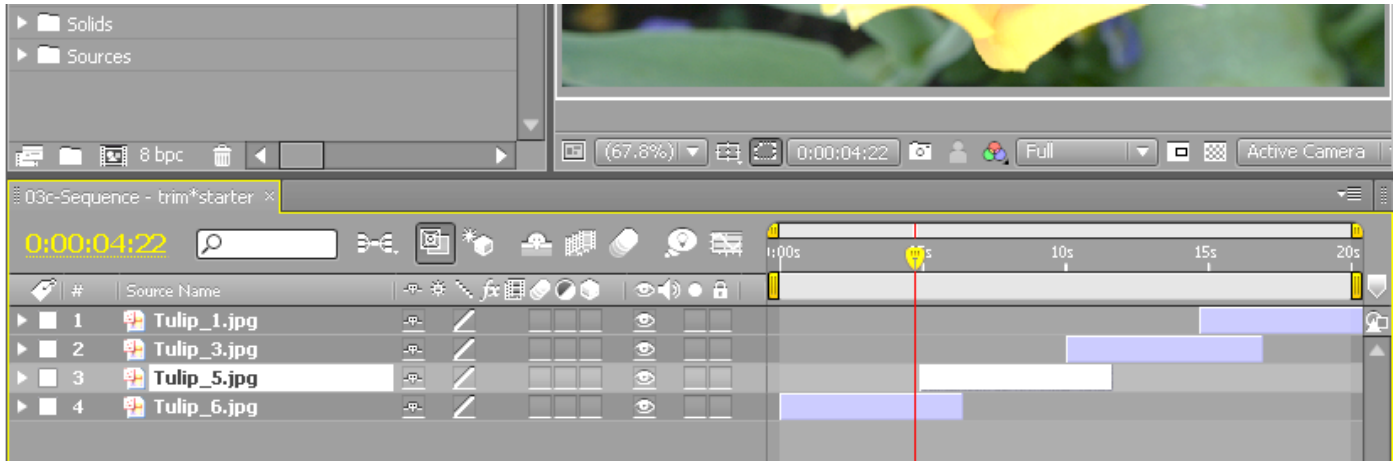 Solids
Sources
8 bpc
(67.8%) 0:00:04:22 Full Active Camera
03c-Sequence - trim*starter ×
0:00:04:22
10s 15s 20s
# Source Name fx
1 Tulip_1.jpg
2 Tulip_3.jpg
3 Tulip_5.jpg
4 Tulip_6.jpg